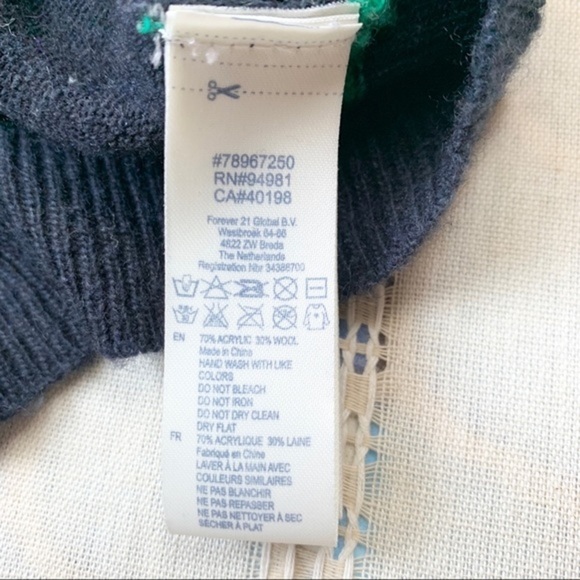 #78967250
RN#94981
CA#40198
Forever 21 Global B.V.
Westbroek 64-66
4822 ZW Breda
The Netherlands
Registration Nbr 34386700
EN 70% ACRYLIC 30% WOOL
Made in China
HAND WASH WITH LIKE
COLORS
DO NOT BLEACH
DO NOT IRON
DO NOT DRY CLEAN
DRY FLAT
FR 70% ACRYLIQUE 30% LAINE
Fabriqué en Chine
LAVER À LA MAIN AVEC
COULEURS SIMILAIRES
NE PAS BLANCHIR
NE PAS REPASSER
NE PAS NETTOYER À SEC
SÉCHER À PLAT